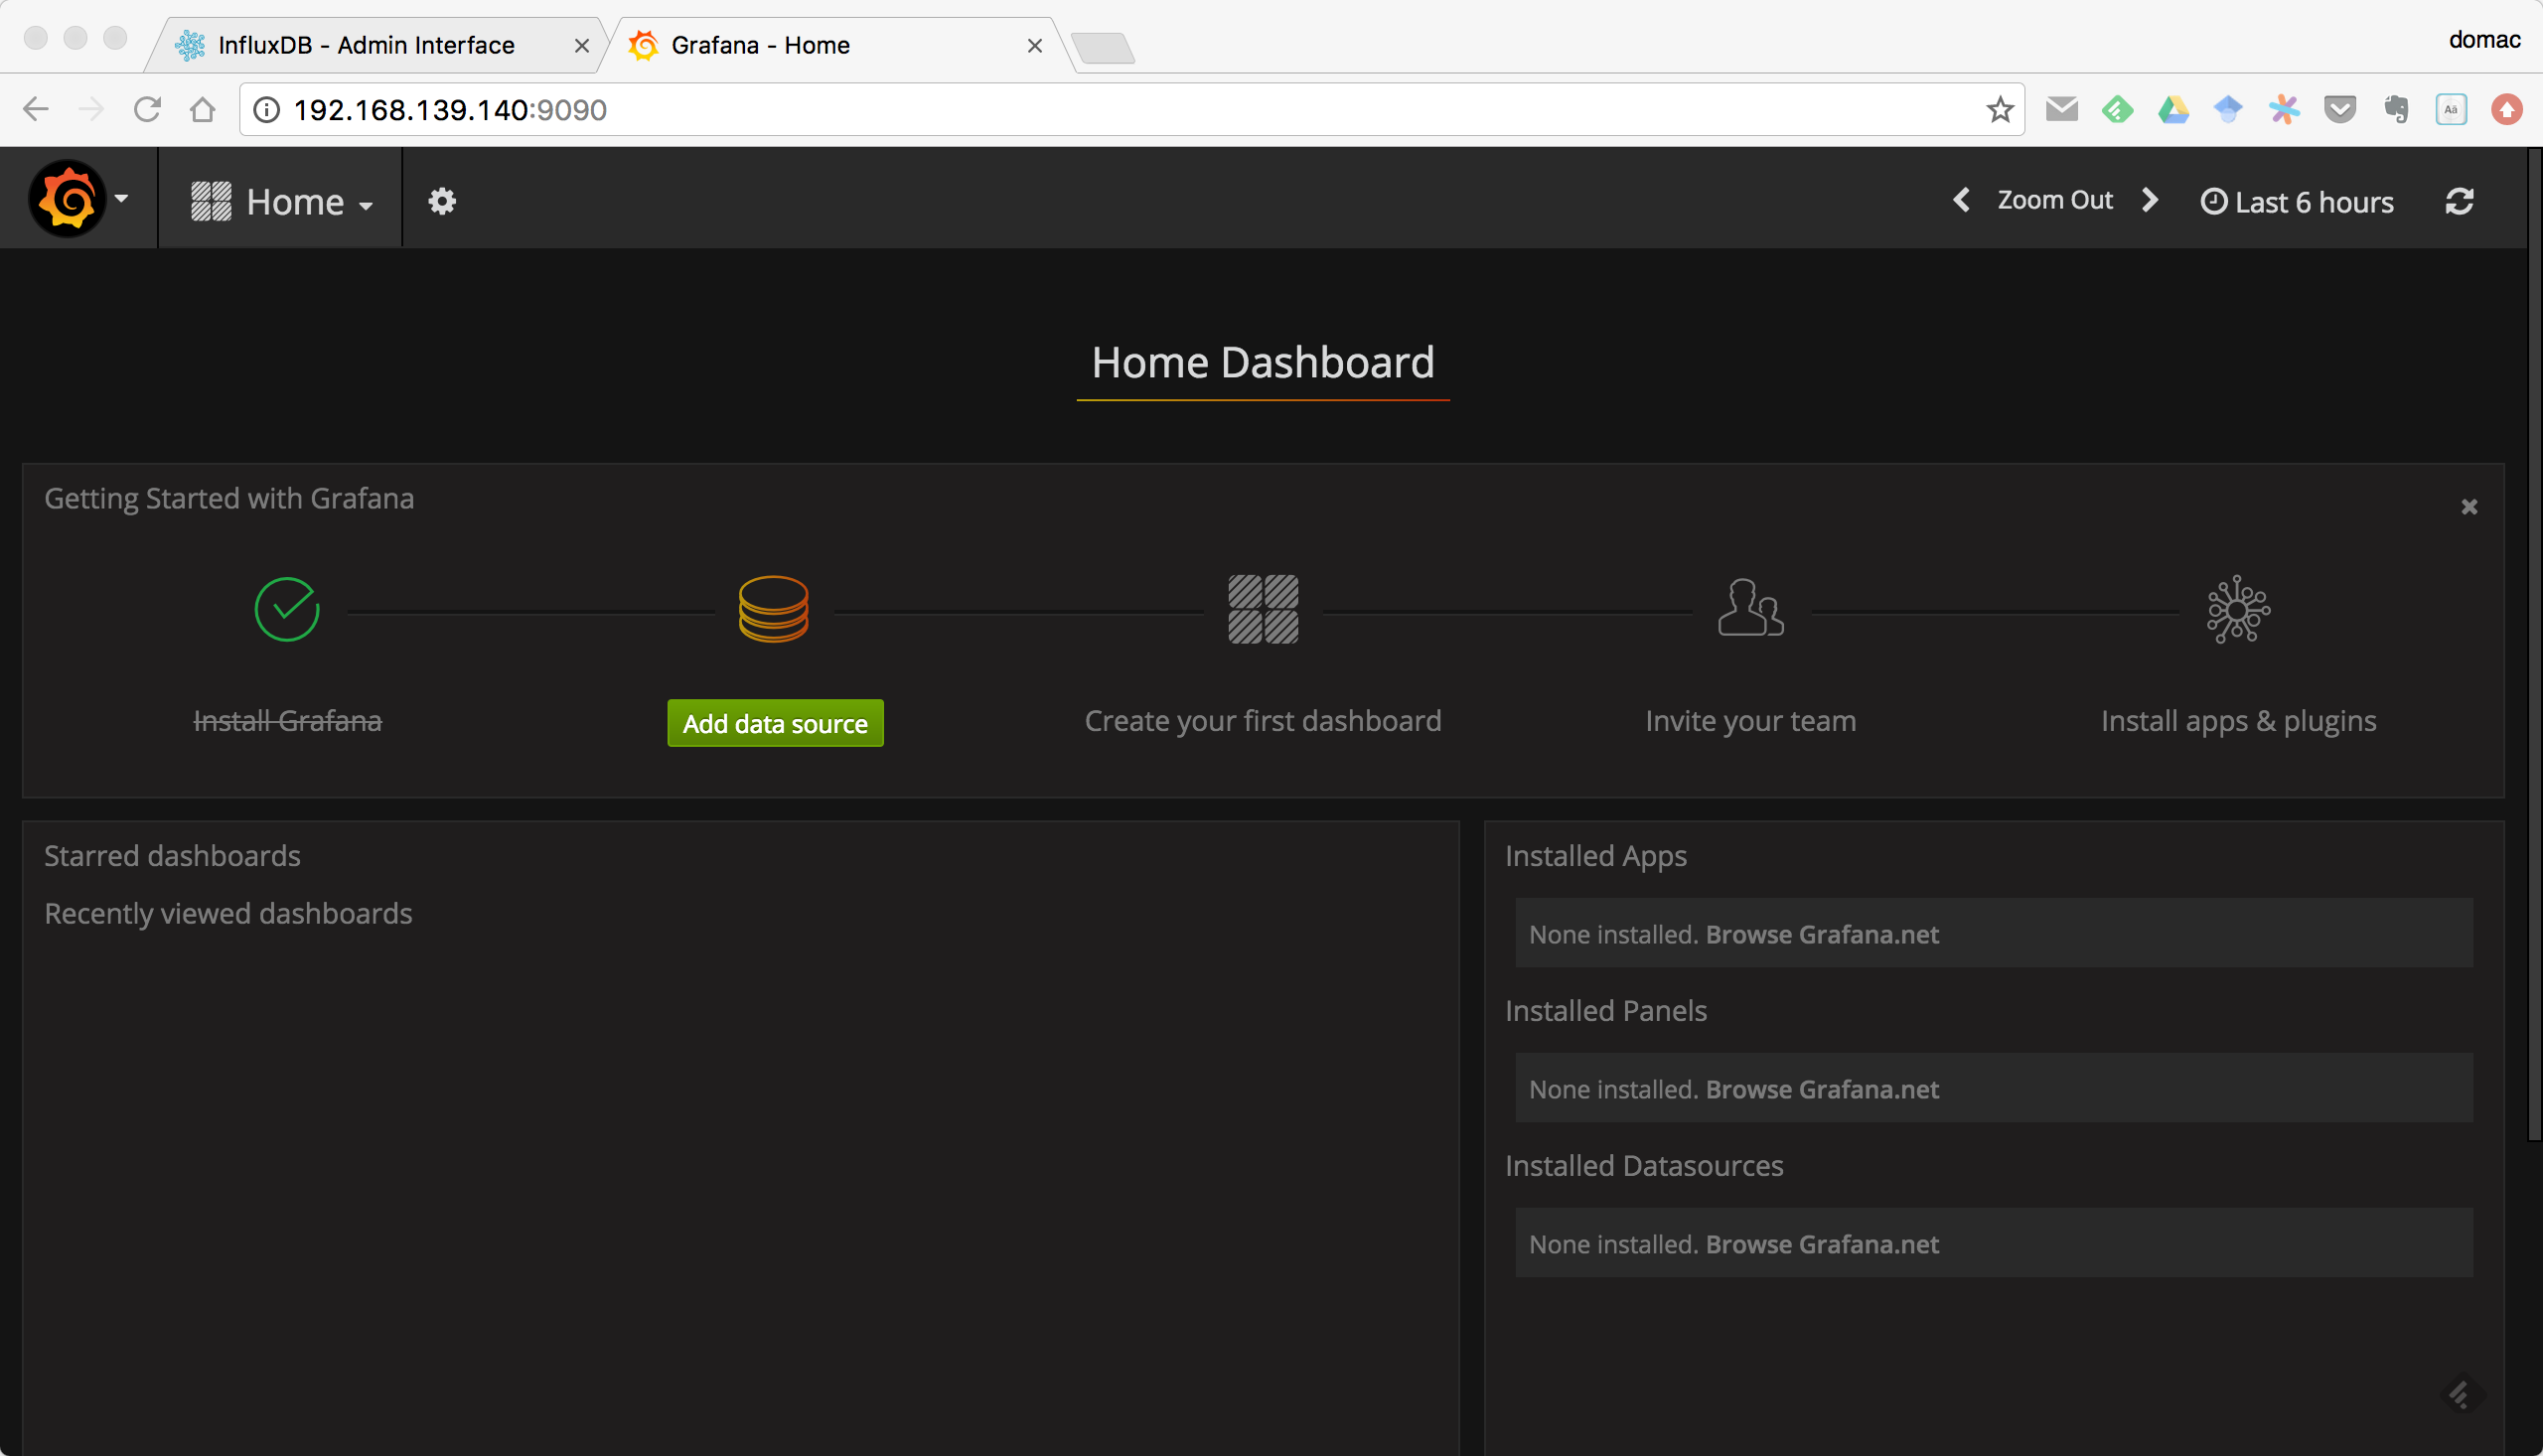 InfluxDB - Admin Interface
Grafana - Home
domac
192.168.139.140:9090
Aä
Home
Zoom Out
Last 6 hours
Home Dashboard
Getting Started with Grafana
Install Grafana
Add data source
Create your first dashboard
Invite your team
Install apps & plugins
Starred dashboards
Recently viewed dashboards
Installed Apps
None installed. Browse Grafana.net
Installed Panels
None installed. Browse Grafana.net
Installed Datasources
None installed. Browse Grafana.net